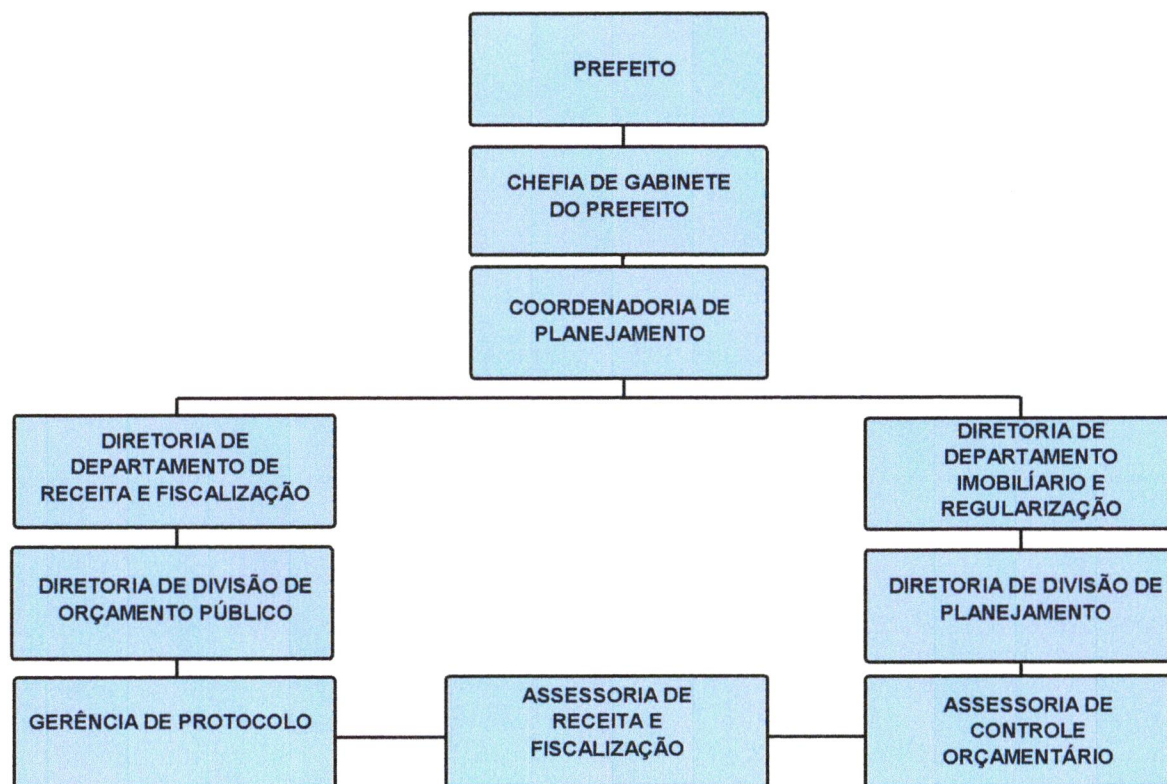 PREFEITO
CHEFIA DE GABINETE
DO PREFEITO
COORDENADORIA DE
PLANEJAMENTO
DIRETORIA DE
DEPARTAMENTO DE
RECEITA E FISCALIZAÇÃO
DIRETORIA DE
DEPARTAMENTO
IMOBILÍARIO E
REGULARIZAÇÃO
DIRETORIA DE DIVISÃO DE
ORÇAMENTO PÚBLICO
DIRETORIA DE DIVISÃO DE
PLANEJAMENTO
GERÊNCIA DE PROTOCOLO
ASSESSORIA DE
RECEITA E
FISCALIZAÇÃO
ASSESSORIA DE
CONTROLE
ORÇAMENTÁRIO